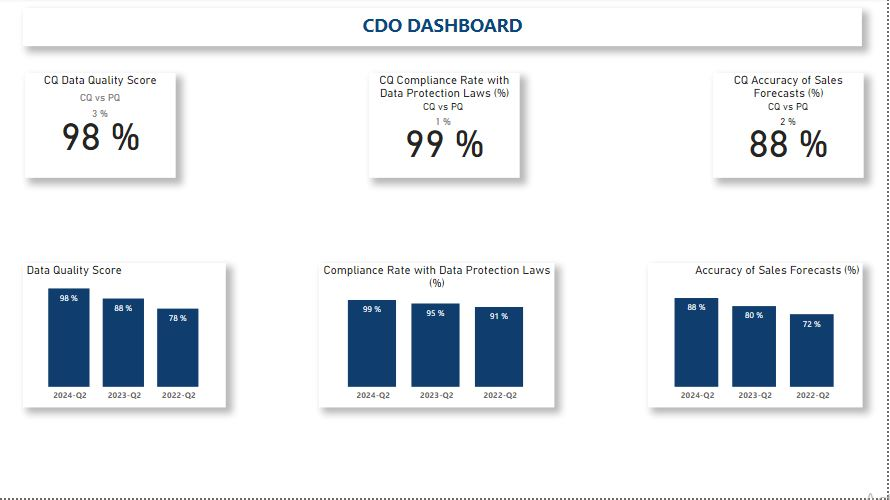 CDO DASHBOARD
CQ Data Quality Score
CQ vs PQ
3 %
98 %
CQ Compliance Rate with
Data Protection Laws (%)
CQ vs PQ
1 %
99 %
CQ Accuracy of Sales
Forecasts (%)
CQ vs PQ
2 %
88 %
Data Quality Score
98 %
88 %
78 %
2024-Q2
2023-Q2
2022-Q2
Compliance Rate with Data Protection Laws
(%)
99 %
95 %
91 %
2024-Q2
2023-Q2
2022-Q2
Accuracy of Sales Forecasts (%)
88 %
80 %
72 %
2024-Q2
2023-Q2
2022-Q2